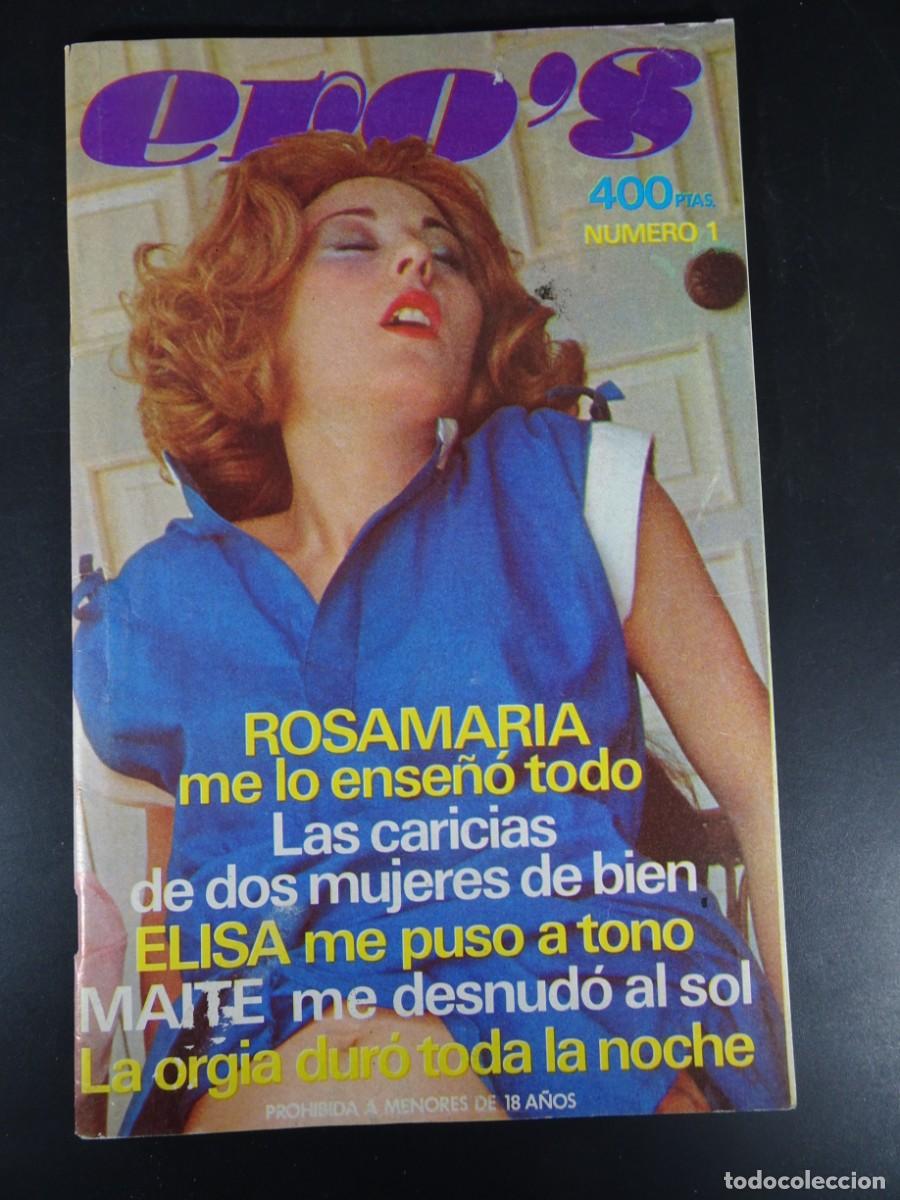 ero's
400 PTAS.
NUMERO 1
ROSAMARIA
me lo enseñó todo
Las caricias
de dos mujeres de bien
ELISA me puso a tono
MAITE me desnudó al sol
La orgia duró toda la noche
PROHIBIDA A MENORES DE 18 AÑOS
todocoleccion